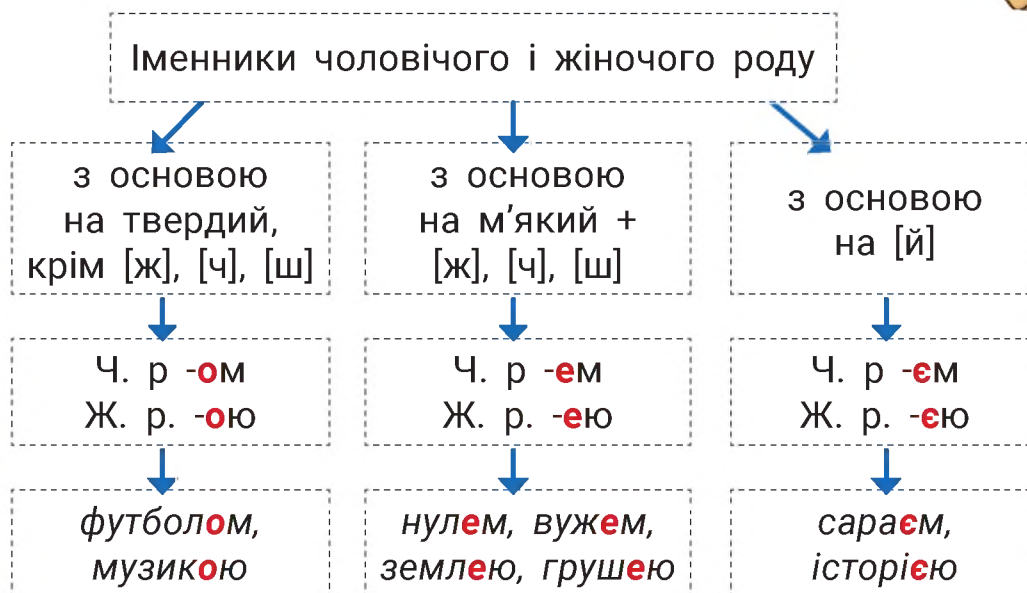 Іменники чоловічого і жіночого роду
з основою
на твердий,
крім [ж], [ч], [ш]
з основою
на м’який +
[ж], [ч], [ш]
з основою
на [й]
Ч. р -ом
Ж. р. -ою
Ч. р -ем
Ж. р. -ею
Ч. р -єм
Ж. р. -єю
футболом,
музикою
нулем, вужем,
землею, грушею
сараєм,
історією